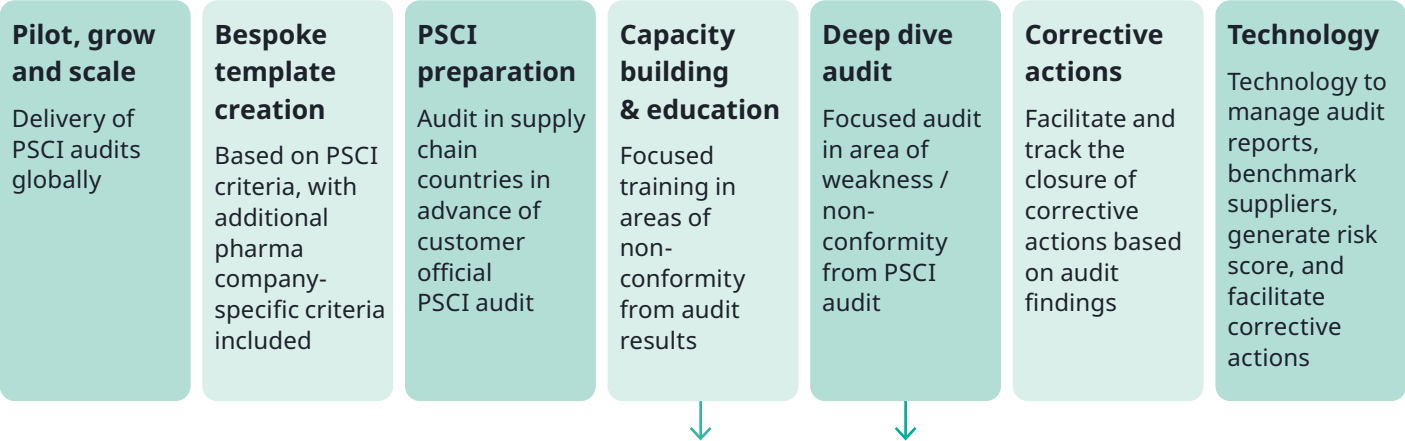 Pilot, grow
and scale
Delivery of
PSCI audits
globally
Bespoke
template
creation
Based on PSCI
criteria, with
additional
pharma
company-
specific criteria
included
PSCI
preparation
Audit in supply
chain
countries in
advance of
customer
official
PSCI audit
Capacity
building
& education
Focused
training in
areas of
non-
conformity
from audit
results
Deep dive
audit
Focused audit
in area of
weakness /
non-
conformity
from PSCI
audit
Corrective
actions
Facilitate and
track the
closure of
corrective
actions based
on audit
findings
Technology
Technology to
manage audit
reports,
benchmark
suppliers,
generate risk
score, and
facilitate
corrective
actions